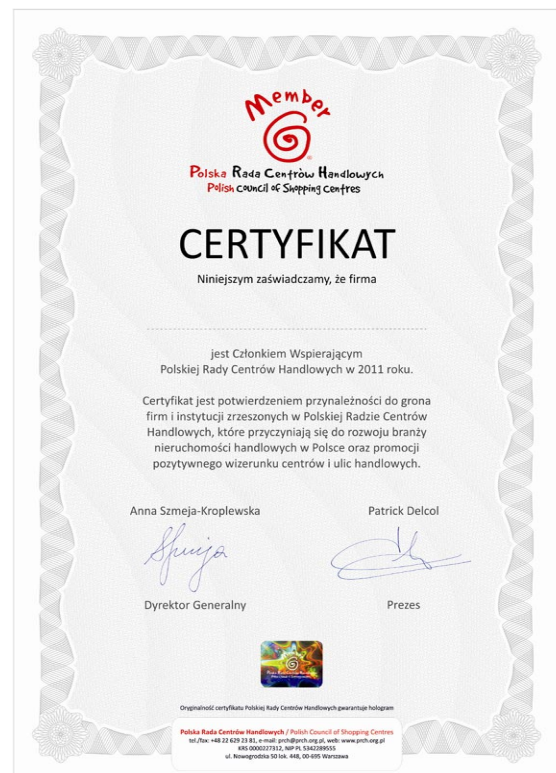 Member
Polska Rada Centrów Handlowych
Polish council of Shopping Centres
CERTYFIKAT
Niniejszym zaświadczamy, że firma
jest Członkiem Wspierającym
Polskiej Rady Centrów Handlowych w 2011 roku.
Certyfikat jest potwierdzeniem przynależności do grona
firm i instytucji zrzeszonych w Polskiej Radzie Centrów
Handlowych, które przyczyniają się do rozwoju branży
nieruchomości handlowych w Polsce oraz promocji
pozytywnego wizerunku centrów i ulic handlowych.
Anna Szmeja-Kroplewska Patrick Delcol
Dyrektor Generalny Prezes
Oryginalność certyfikatu Polskiej Rady Centrów Handlowych gwarantuje hologram
Polska Rada Centrów Handlowych / Polish Council of Shopping Centres
tel./fax: +48 22 629 23 81, e-mail: prch@prch.org.pl, web: www.prch.org.pl
KRS 0000227312, NIP PL 5342289555
ul. Nowogrodzka 50 lok. 448, 00-695 Warszawa